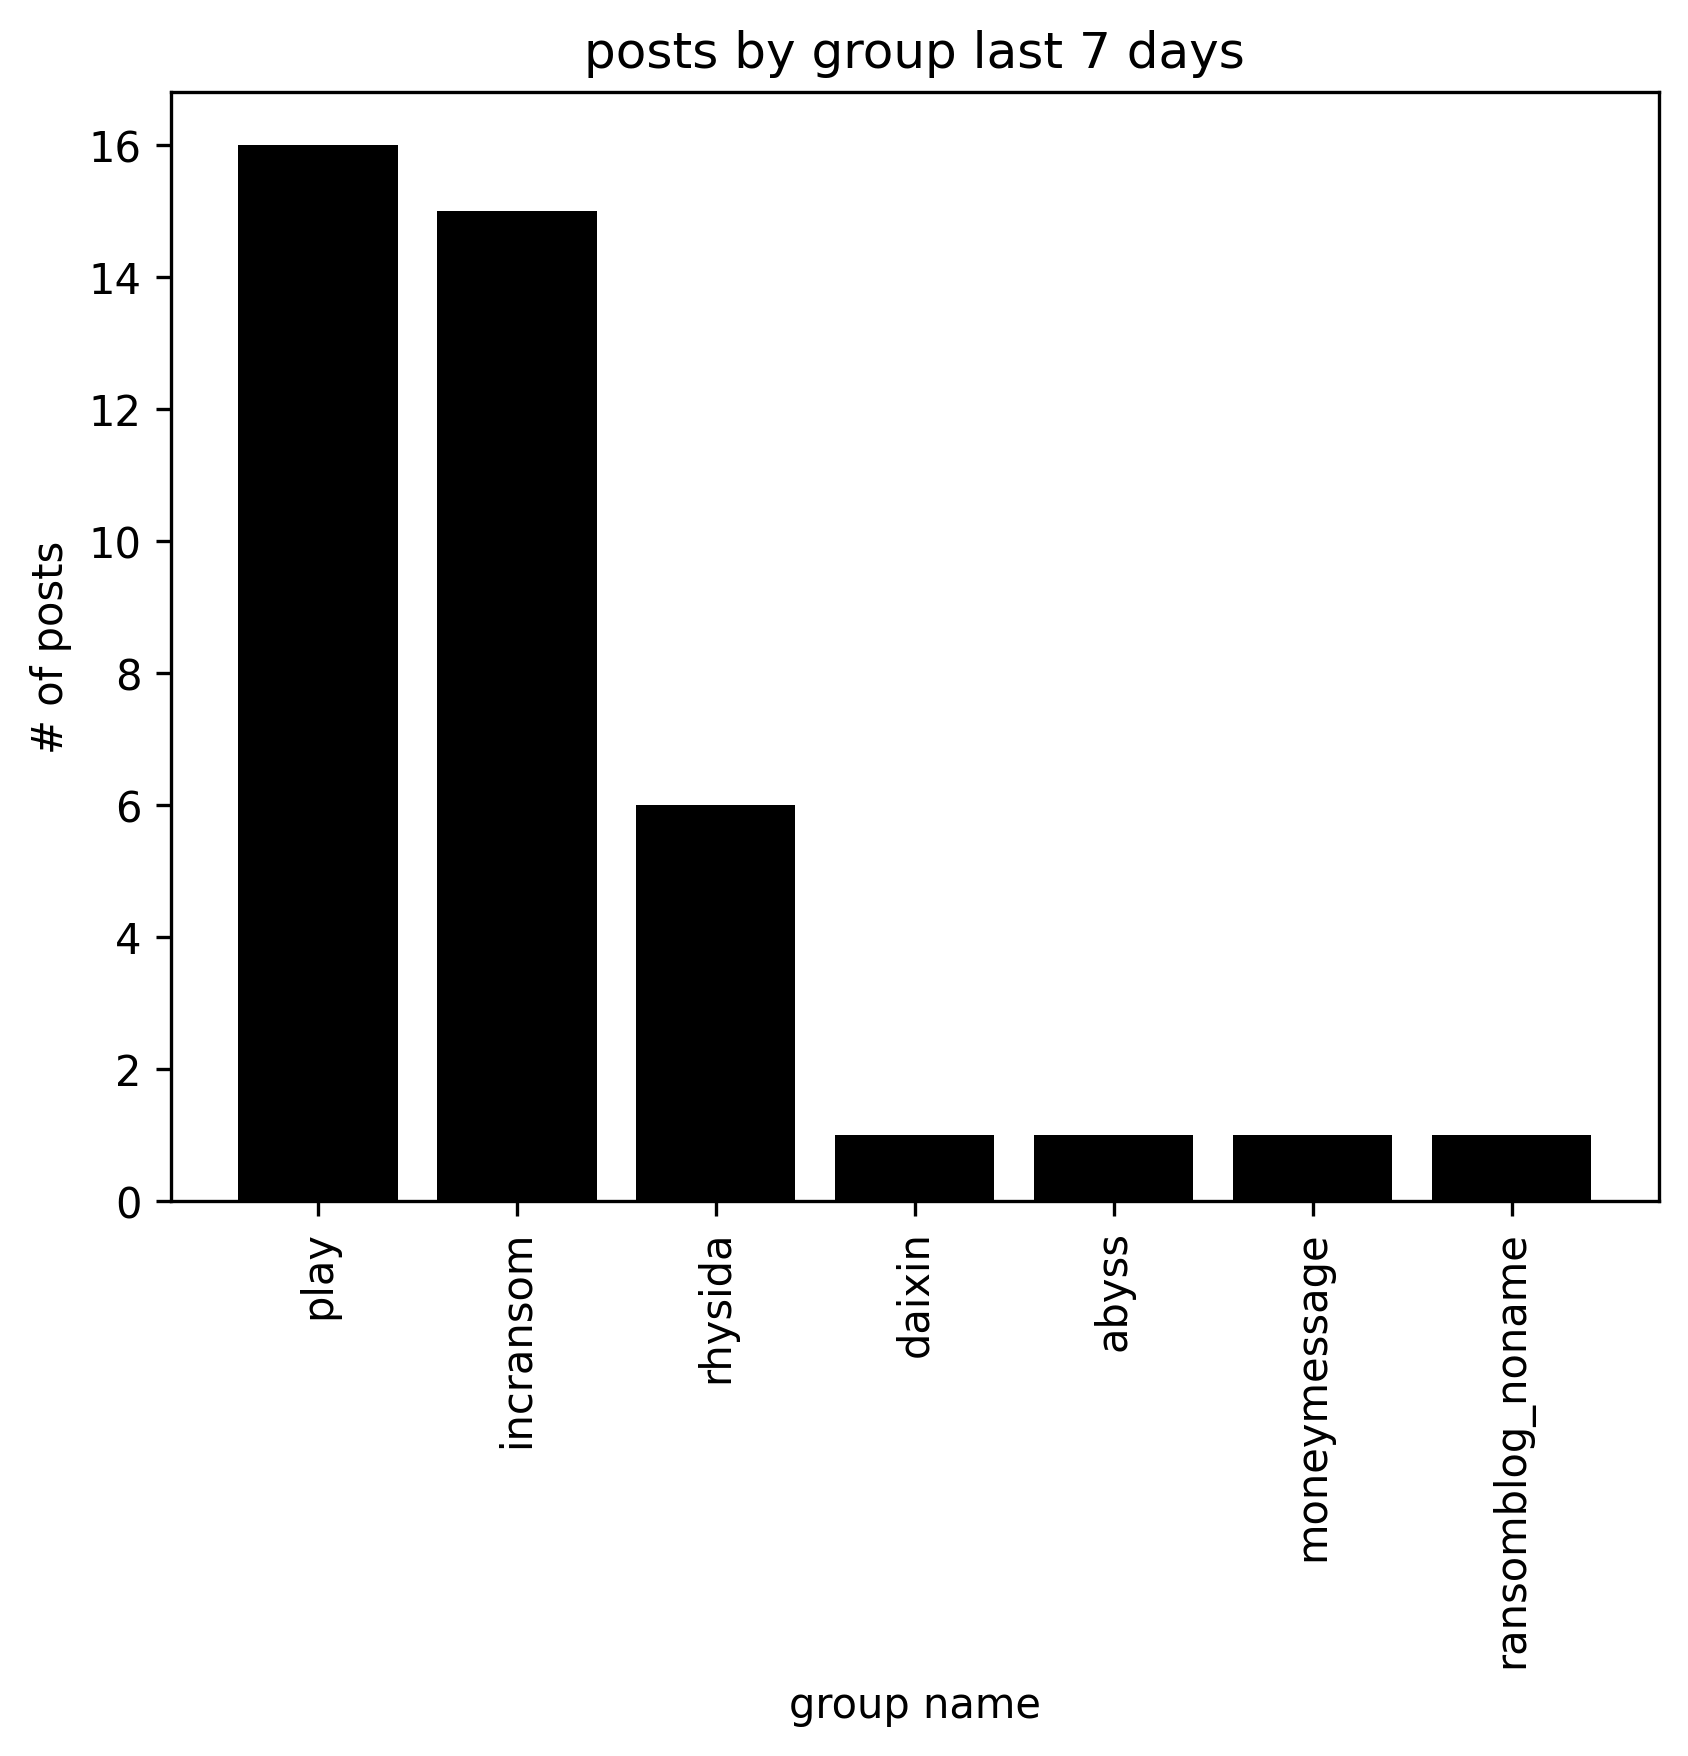 posts by group last 7 days
# of posts
16
14
12
10
8
6
4
2
0
play
incransom
rhysida
daixin
abyss
moneymessage
ransomblog_noname
group name